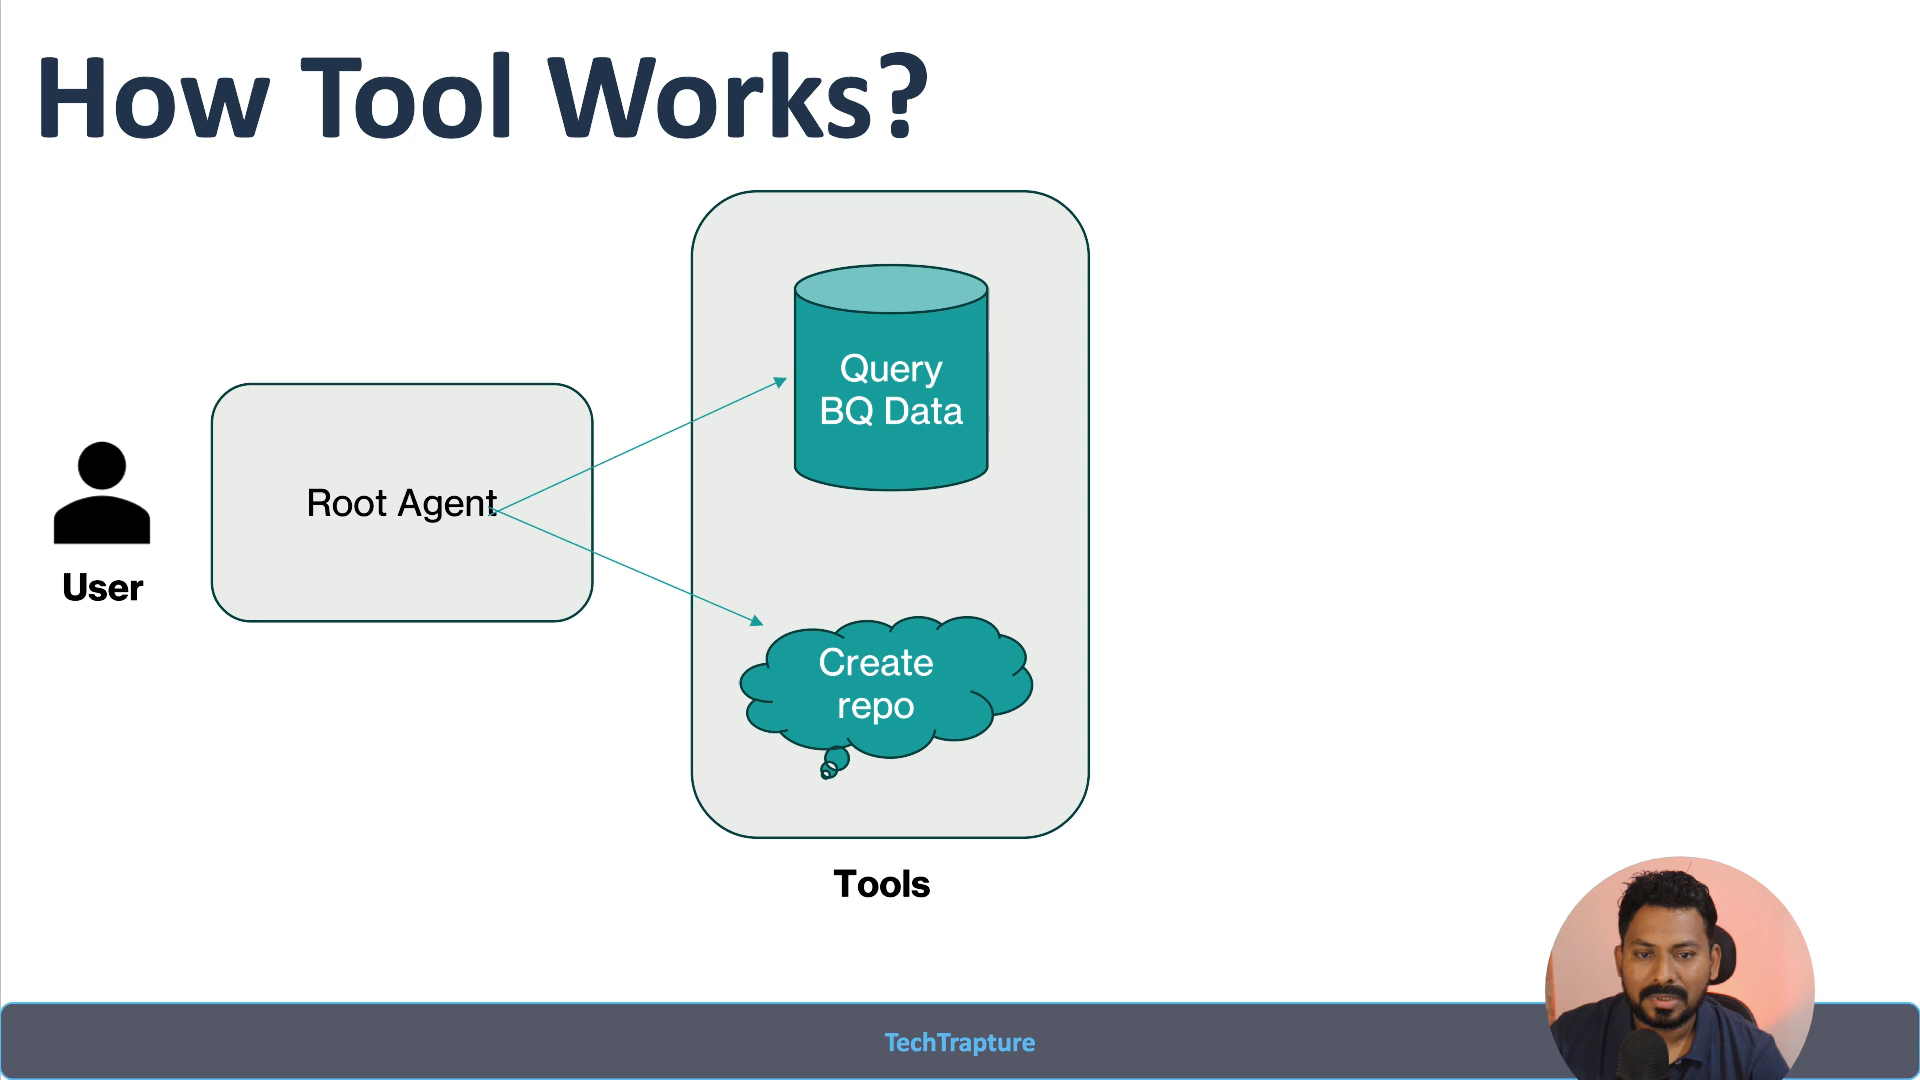 How Tool Works?
Query
BQ Data
Root Agent
User
Create
repo
Tools
TechTrapture